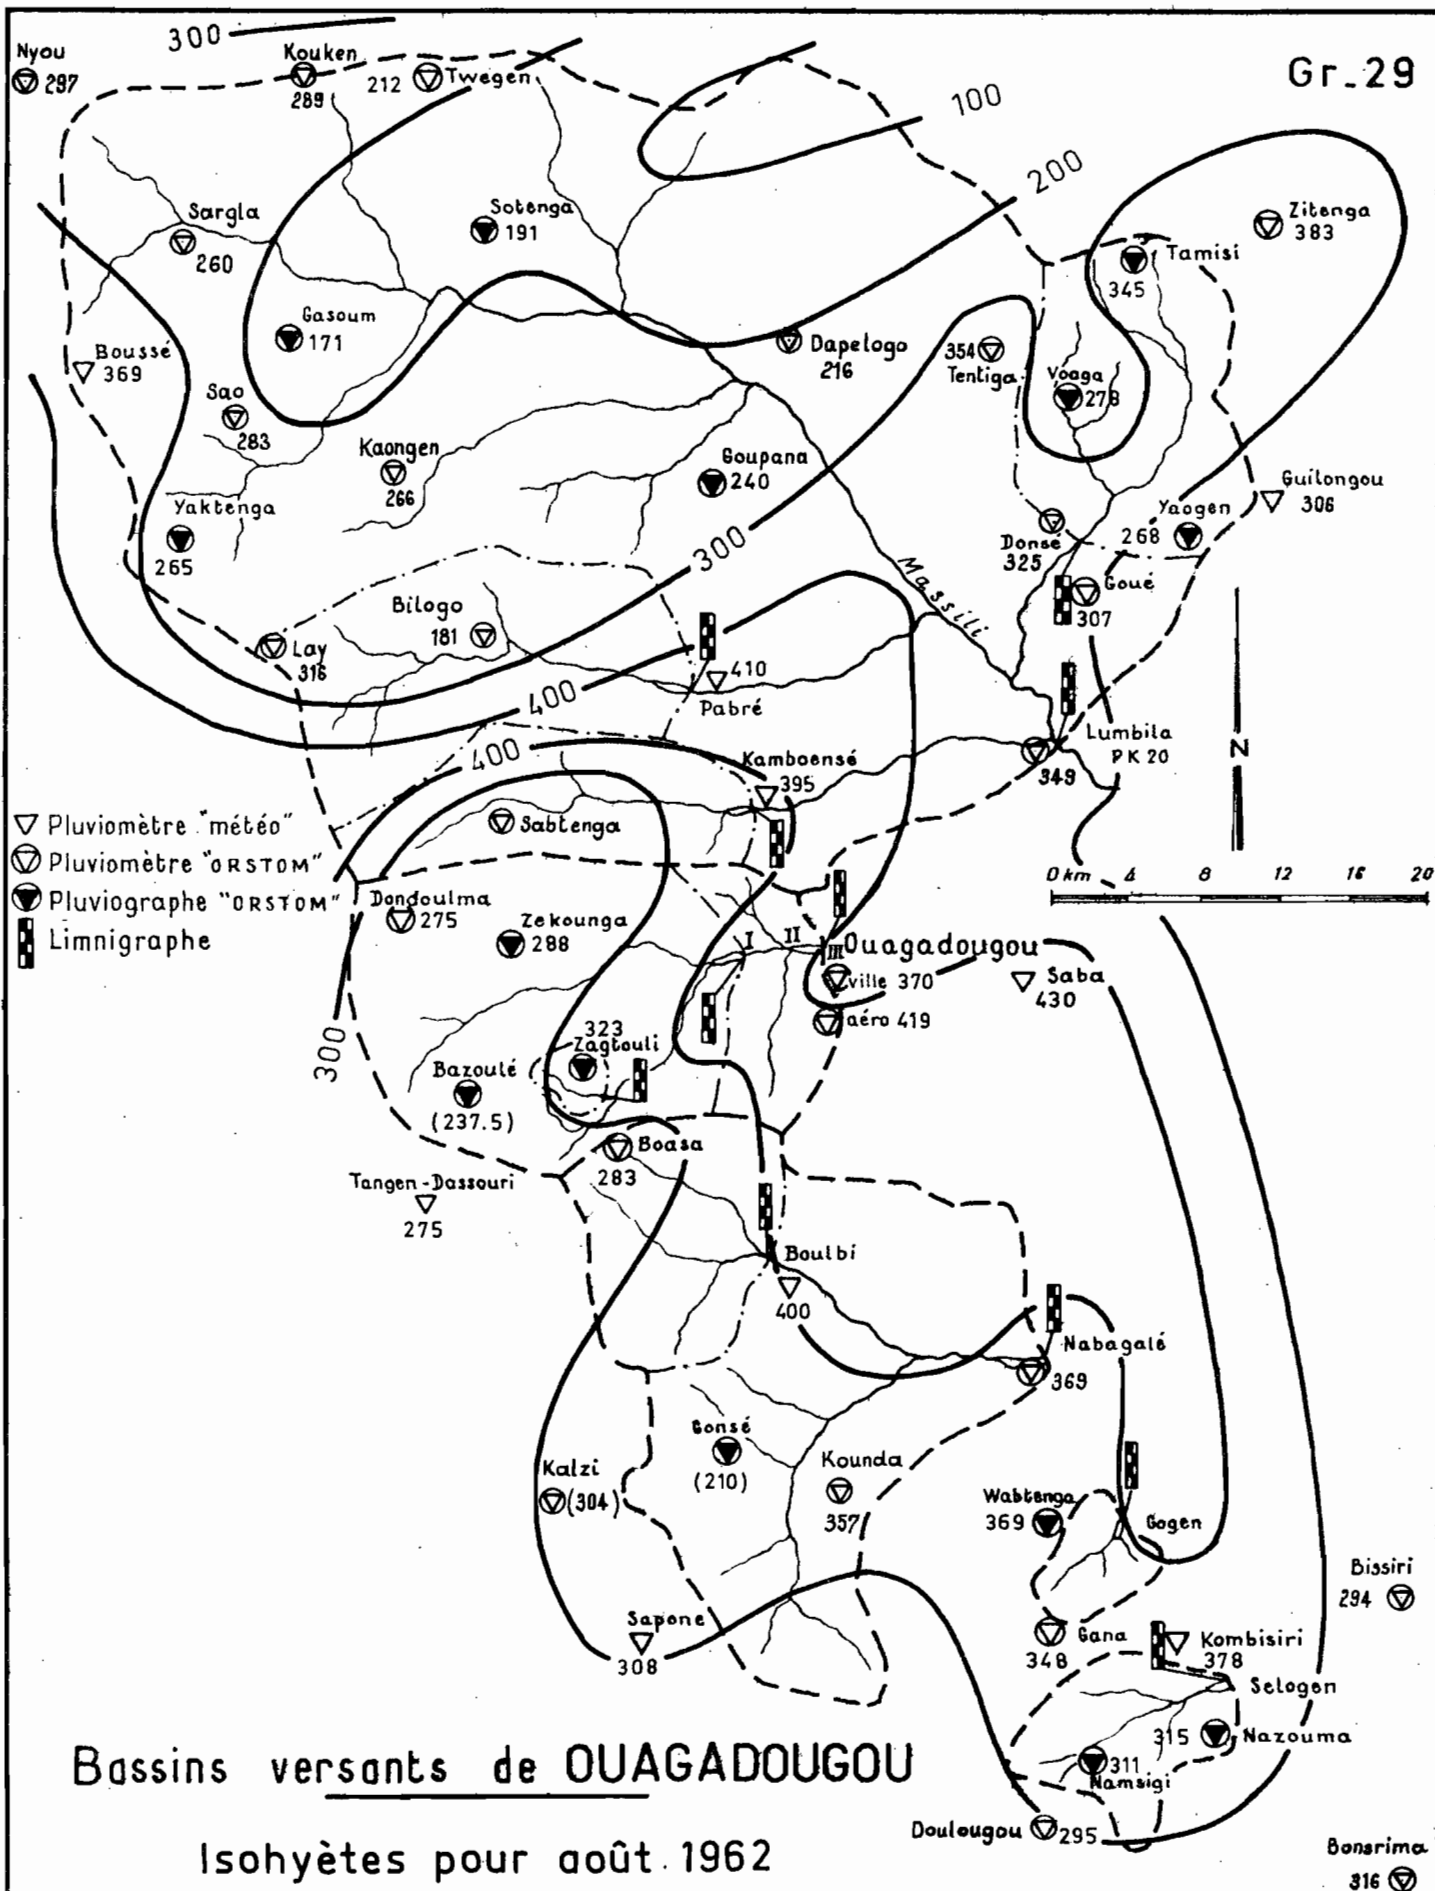 Gr_29
300
Nyou
297
Kouken
289
212
Twegen
100
200
Sargla
260
Sotenga
191
Zitenga
383
Tamisi
345
Gasoum
171
Boussé
369
Dapelogo
216
354
Tentiga
Voaga
278
Sao
283
Kaongen
266
Goupana
240
Guilongou
306
Yaktenga
265
Yaogen
268
Donsé
325
300
Massili
Goué
307
Bilogo
181
Lay
316
410
Pabré
400
Lumbila
PK 20
349
N
400
Kamboensé
395
▽ Pluviomètre "météo"
Pluviomètre "ORSTOM"
Pluviographe "ORSTOM"
Limnigraphe
Sabtenga
0 km 4 8 12 16 20
Dondoulma
275
Zekounga
288
I
II
III
Ouagadougou
ville 370
Saba
430
aéro 419
300
323
Zagtouli
Bazoulé
(237.5)
Boasa
283
Tangen-Dassouri
275
Boulbi
400
Nabagalé
369
Gonsé
(210)
Kalzi
(304)
Kounda
357
Wabtenga
369
Gogen
Bissiri
294
Sapone
308
Gana
348
Kombisiri
378
Selogen
315
Nazouma
311
Namsigi
Doulougou
295
Bonsrima
316
Bassins versants de OUAGADOUGOU
Isohyètes pour août 1962